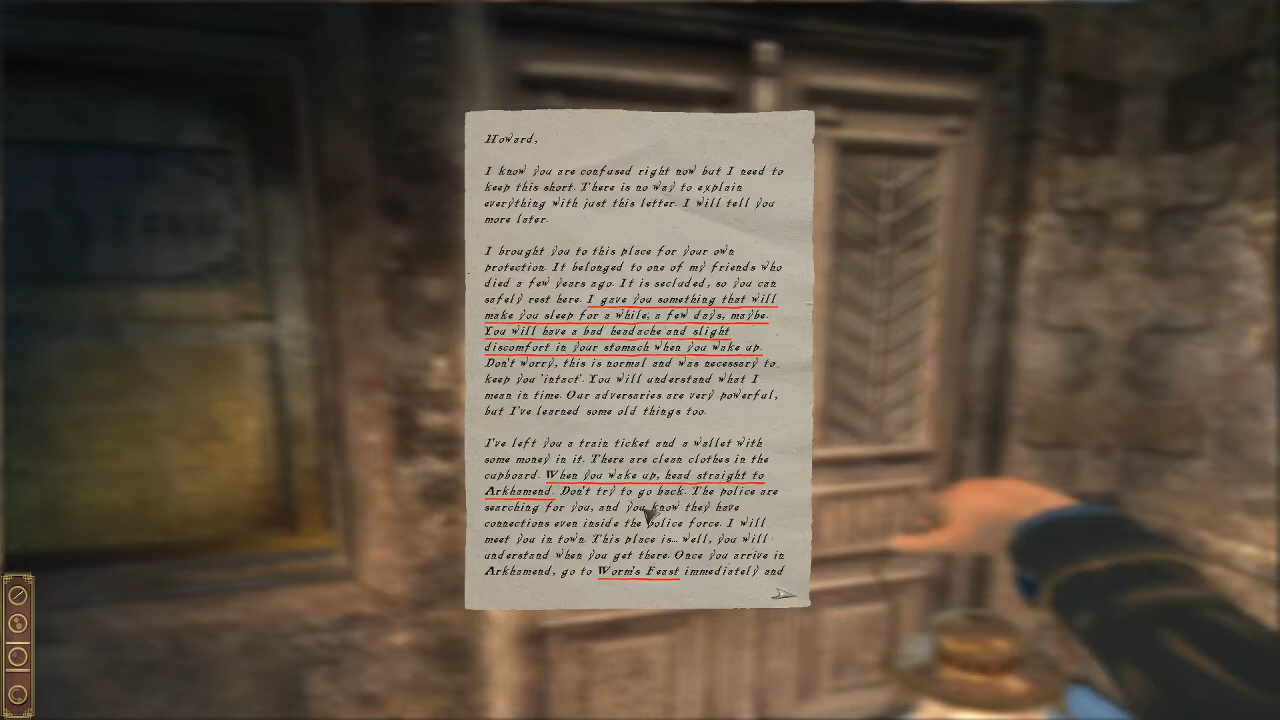 Howard,
I know you are confused right now but I need to
keep this short. There is no way to explain
everything with just this letter. I will tell you
more later.
I brought you to this place for your own
protection. It belonged to one of my friends who
died a few years ago. It is secluded, so you can
safely rest here. I gave you something that will
make you sleep for a while; a few days, maybe.
You will have a bad headache and slight
discomfort in your stomach when you wake up.
Don't worry, this is normal and was necessary to
keep you 'intact'. You will understand what I
mean in time. Our adversaries are very powerful,
but I've learned some old things too.
I've left you a train ticket and a wallet with
some money in it. There are clean clothes in the
cupboard. When you wake up, head straight to
Arkhamend. Don't try to go back. The police are
searching for you, and you know they have
connections even inside the police force. I will
meet you in town. This place is... well, you will
understand when you get there. Once you arrive in
Arkhamend, go to Worm's Feast immediately and